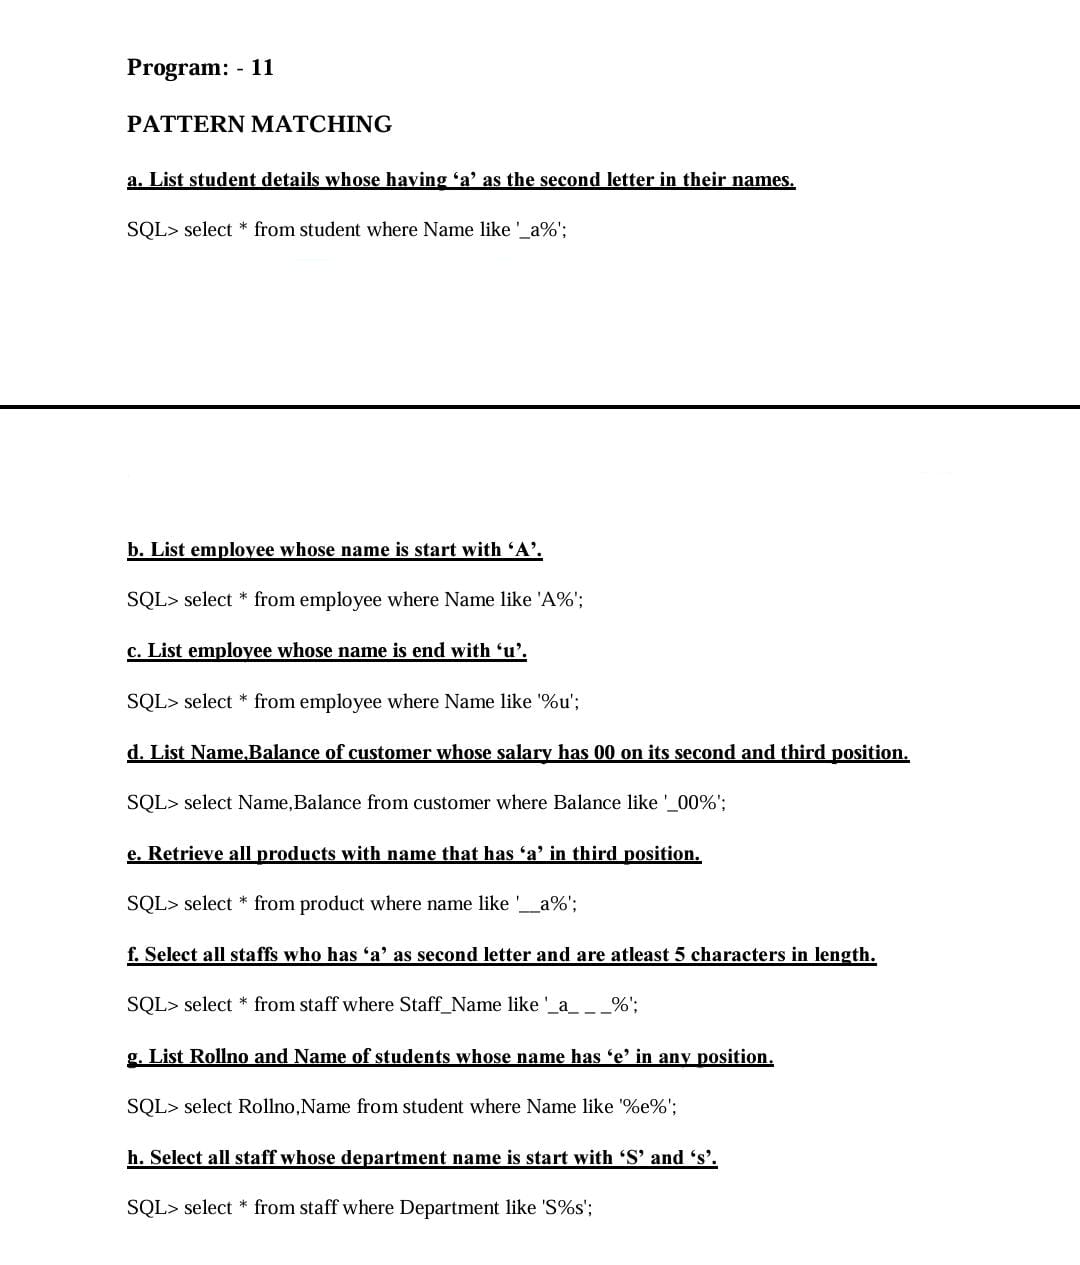 Program: - 11
PATTERN MATCHING
a. List student details whose having ‘a’ as the second letter in their names.
SQL> select * from student where Name like '_a%';
b. List employee whose name is start with ‘A’.
SQL> select * from employee where Name like 'A%';
c. List employee whose name is end with ‘u’.
SQL> select * from employee where Name like '%u';
d. List Name,Balance of customer whose salary has 00 on its second and third position.
SQL> select Name,Balance from customer where Balance like '_00%';
e. Retrieve all products with name that has ‘a’ in third position.
SQL> select * from product where name like '__a%';
f. Select all staffs who has ‘a’ as second letter and are atleast 5 characters in length.
SQL> select * from staff where Staff_Name like '_a_ _ _%';
g. List Rollno and Name of students whose name has ‘e’ in any position.
SQL> select Rollno,Name from student where Name like '%e%';
h. Select all staff whose department name is start with ‘S’ and ‘s’.
SQL> select * from staff where Department like 'S%s';